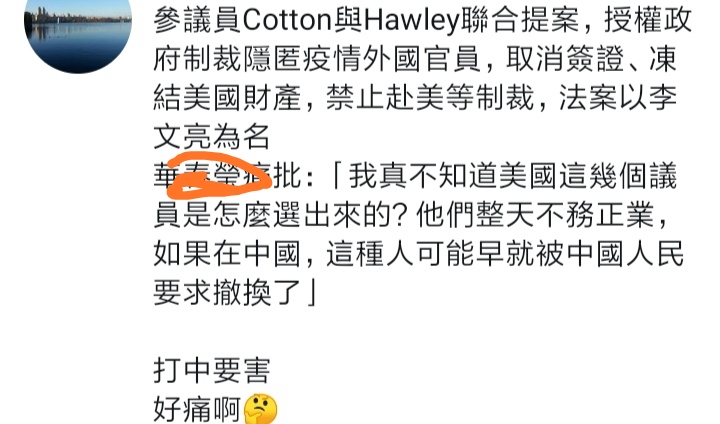 參議員Cotton與Hawley聯合提案，授權政
府制裁隱匿疫情外國官員，取消簽證、凍
結美國財產，禁止赴美等制裁，法案以李
文亮為名
華春瑩痛批：「我真不知道美國這幾個議
員是怎麼選出來的？他們整天不務正業，
如果在中國，這種人可能早就被中國人民
要求撤換了」
打中要害
好痛啊🤔